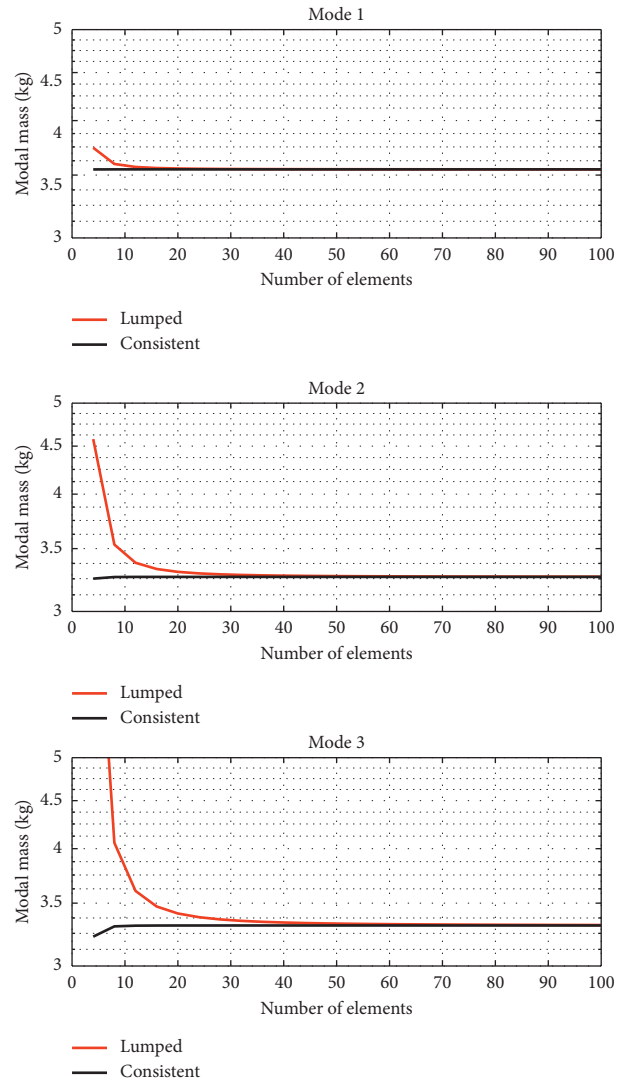 Mode 1
5
4.5
4
3.5
3
Modal mass (kg)
0 10 20 30 40 50 60 70 80 90 100
Number of elements
Lumped
Consistent
Mode 2
5
4.5
4
3.5
3
Modal mass (kg)
0 10 20 30 40 50 60 70 80 90 100
Number of elements
Lumped
Consistent
Mode 3
5
4.5
4
3.5
3
Modal mass (kg)
0 10 20 30 40 50 60 70 80 90 100
Number of elements
Lumped
Consistent